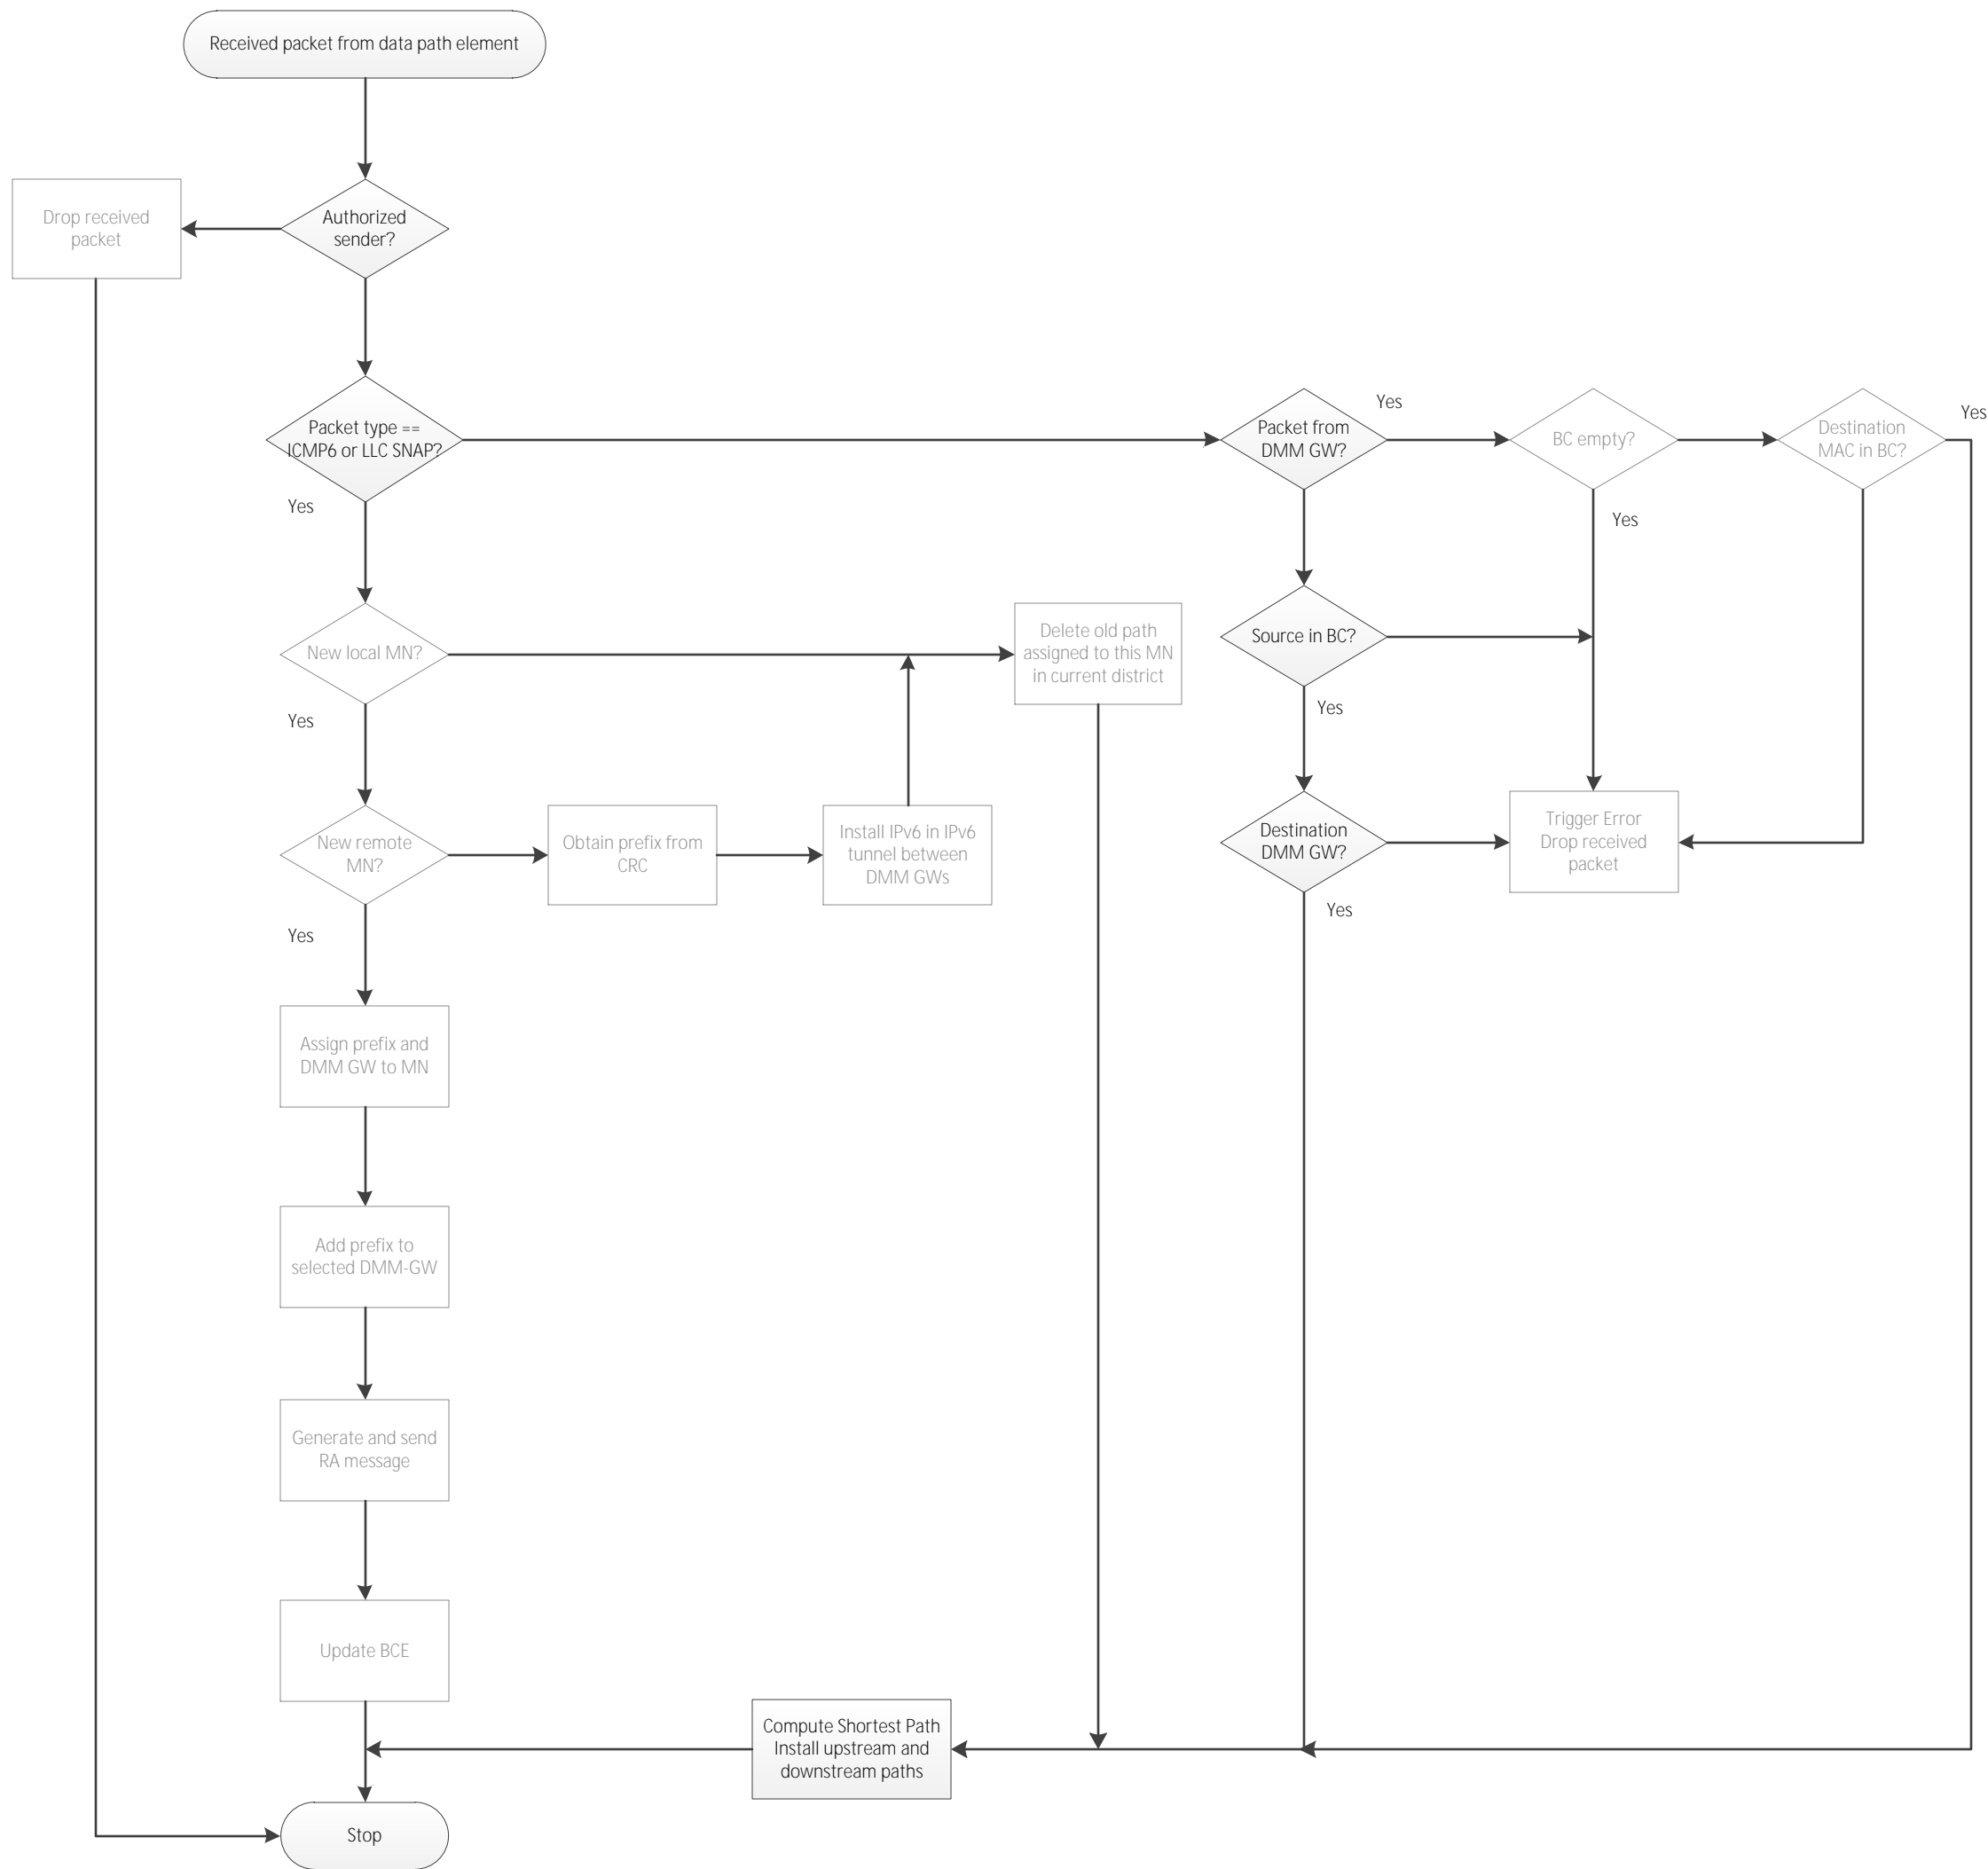 Received packet from data path element
Drop received
packet
Authorized
sender?
Packet type ==
ICMP6 or LLC SNAP?
Yes
Packet from
DMM GW?
Yes
BC empty?
Yes
Destination
MAC in BC?
Yes
New local MN?
Yes
Delete old path
assigned to this MN
in current district
Source in BC?
Yes
New remote
MN?
Yes
Obtain prefix from
CRC
Install IPv6 in IPv6
tunnel between
DMM GWs
Destination
DMM GW?
Yes
Trigger Error
Drop received
packet
Assign prefix and
DMM GW to MN
Add prefix to
selected DMM-GW
Generate and send
RA message
Update BCE
Compute Shortest Path
Install upstream and
downstream paths
Stop